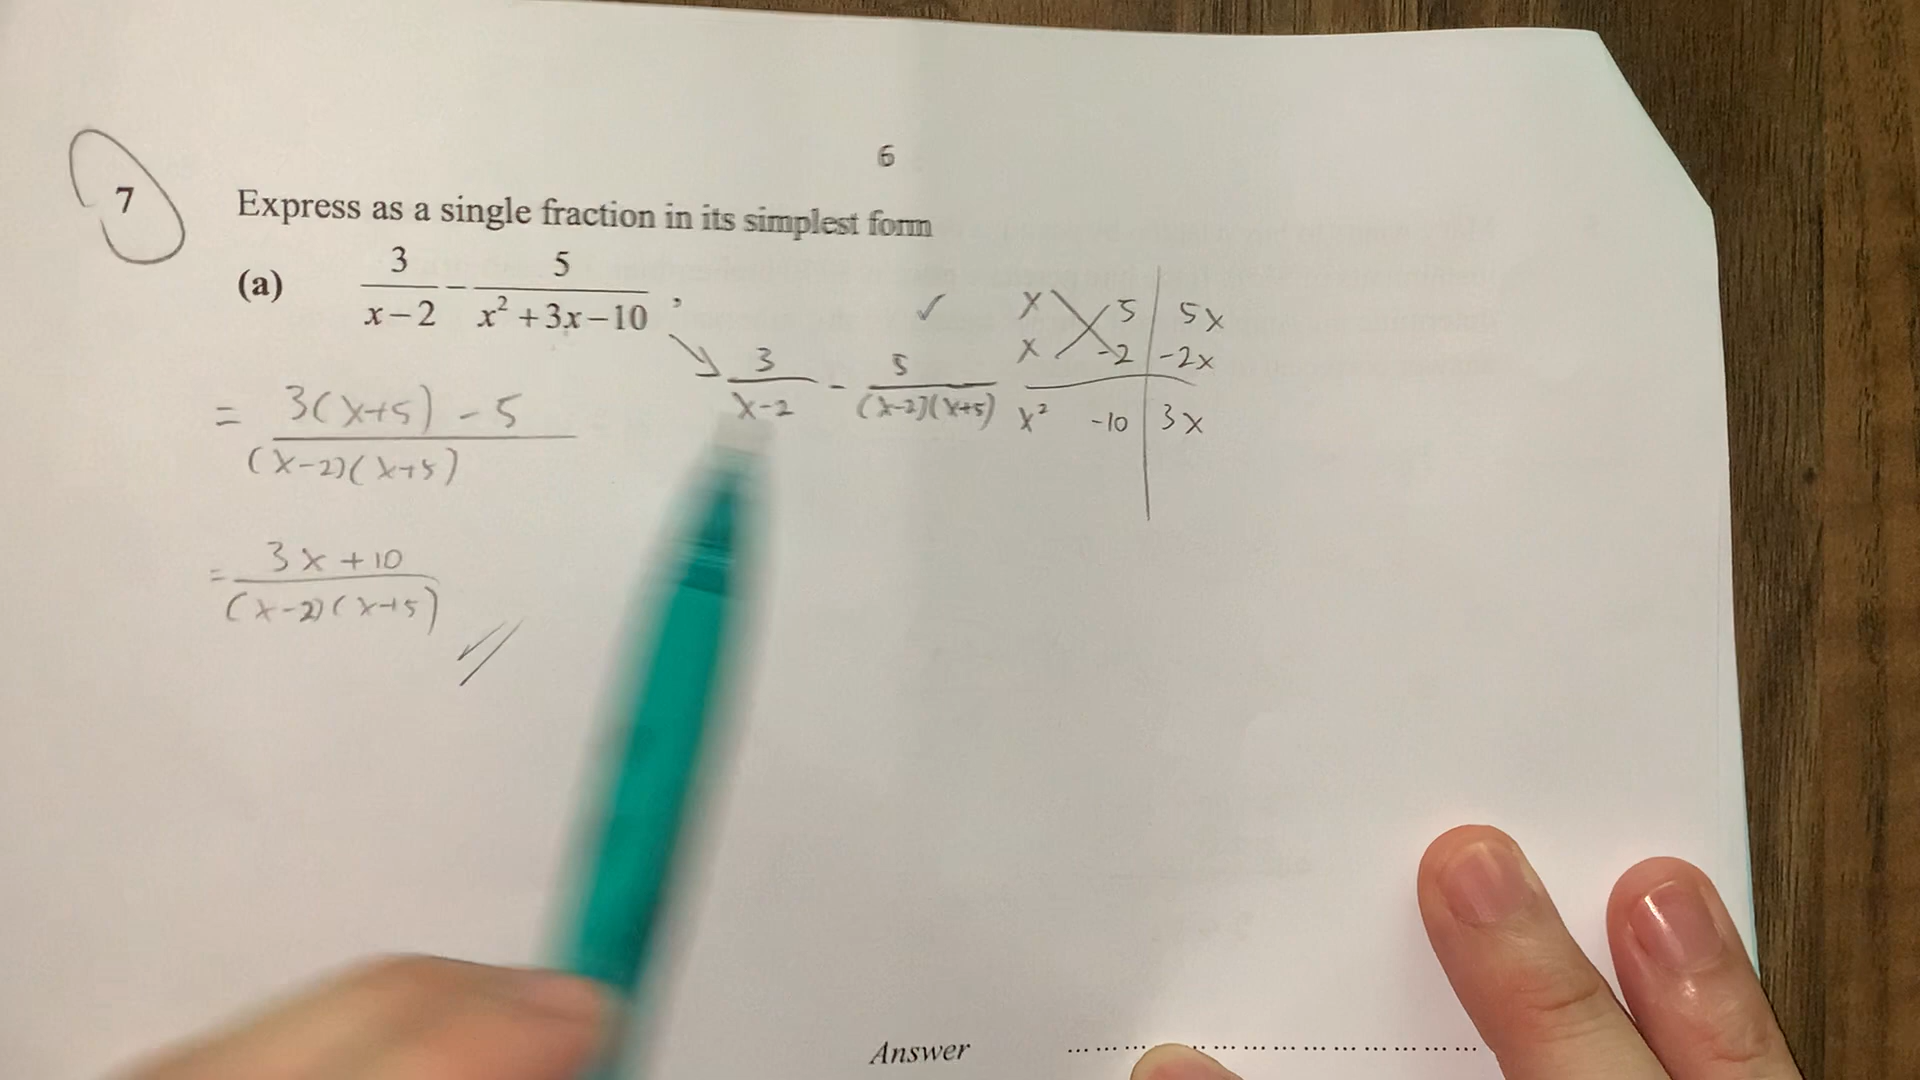 6
7 Express as a single fraction in its simplest form
(a) 3/(x−2) − 5/(x²+3x−10) ,
✓
x 5 | 5x
x -2 | -2x
x² -10 | 3x
3/(x-2) - 5/((x-2)(x+5))
= (3(x+5) - 5)/((x-2)(x+5))
= (3x+10)/((x-2)(x+5))
Answer ..............................